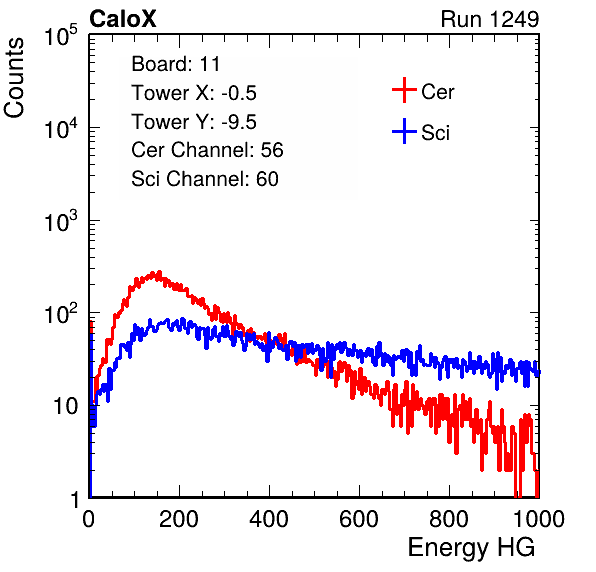 CaloX Run 1249
Counts
10^5
10^4
10^3
10^2
10
1
Board: 11
Tower X: -0.5
Tower Y: -9.5
Cer Channel: 56
Sci Channel: 60
Cer
Sci
0 200 400 600 800 1000
Energy HG